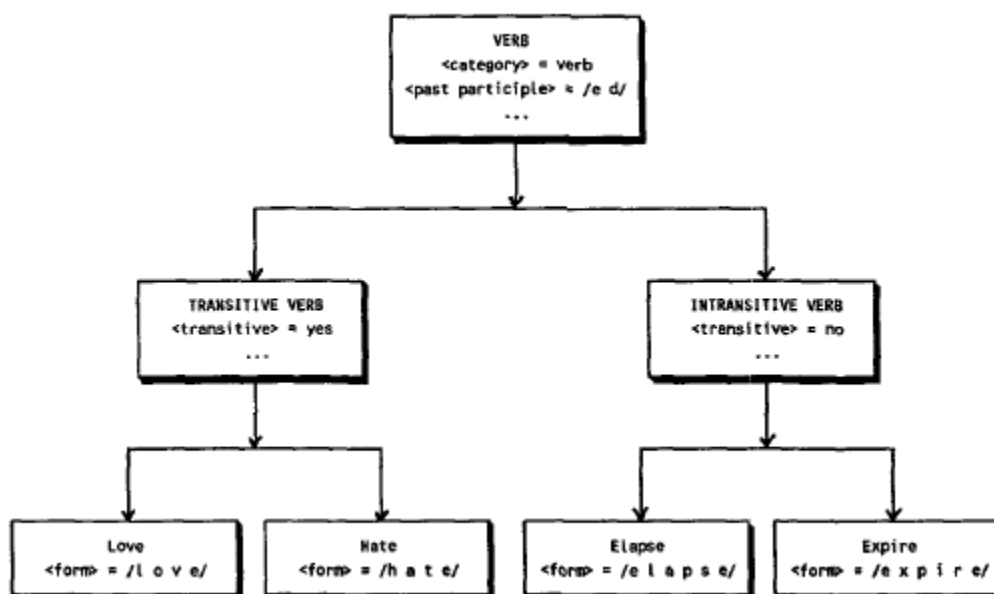 VERB
<category> = verb
<past participle> = /e d/
...
TRANSITIVE VERB
<transitive> = yes
...
INTRANSITIVE VERB
<transitive> = no
...
Love
<form> = /l o v e/
Hate
<form> = /h a t e/
Elapse
<form> = /e l a p s e/
Expire
<form> = /e x p i r e/